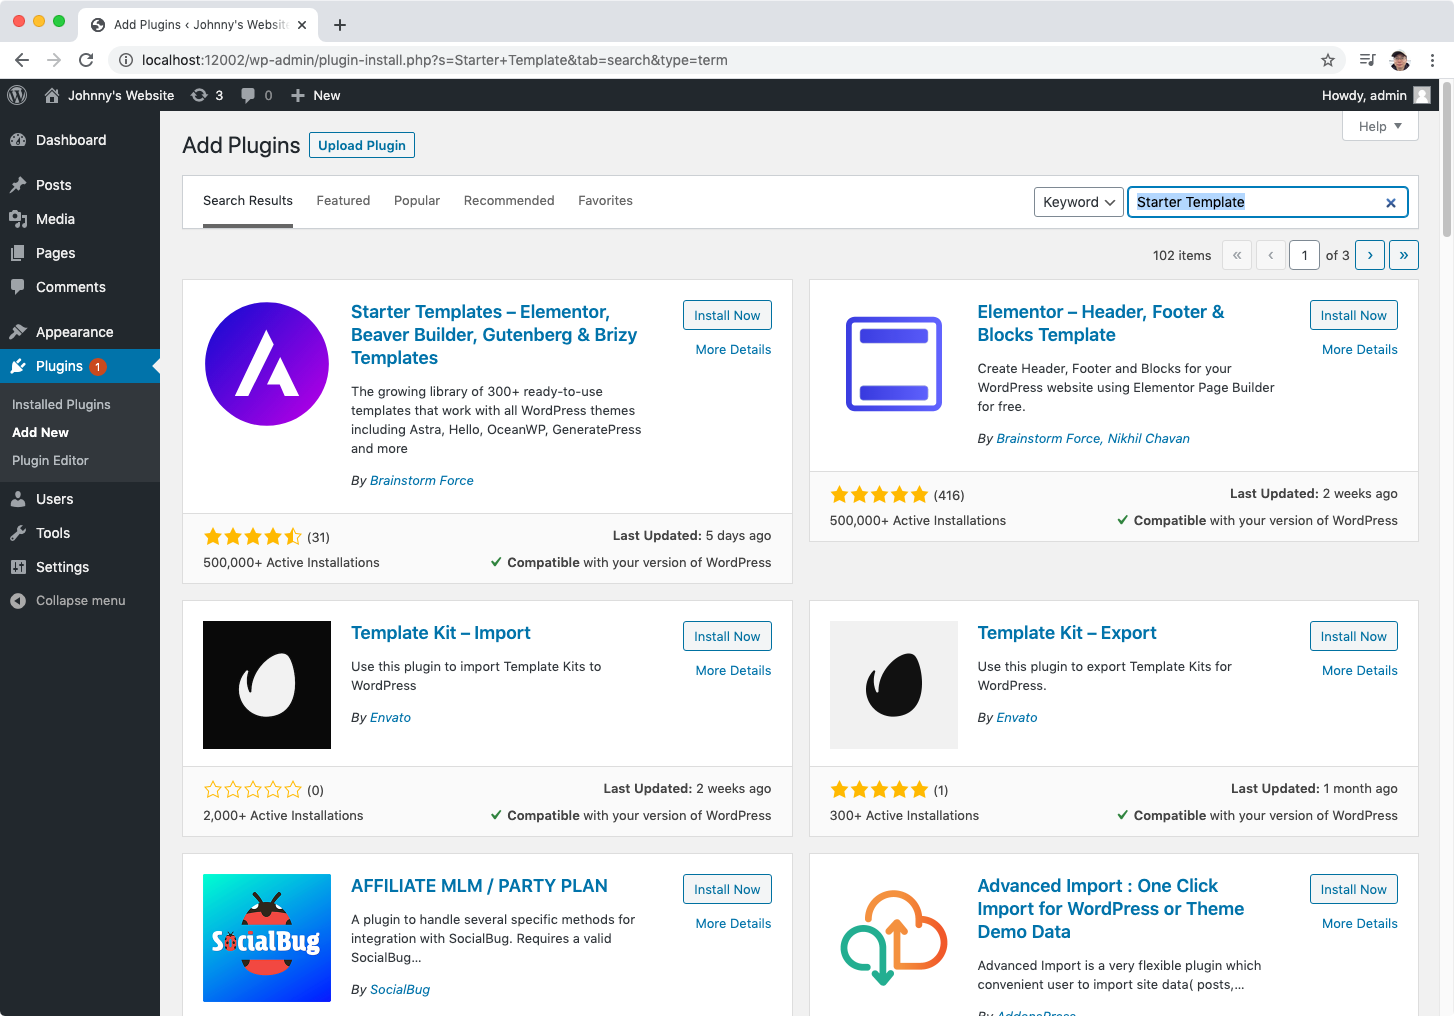 Add Plugins ‹ Johnny's Website
localhost:12002/wp-admin/plugin-install.php?s=Starter+Template&tab=search&type=term
Johnny's Website 3 0 New Howdy, admin
Dashboard
Posts
Media
Pages
Comments
Appearance
Plugins 1
Installed Plugins
Add New
Plugin Editor
Users
Tools
Settings
Collapse menu
Help
Add Plugins Upload Plugin
Search Results Featured Popular Recommended Favorites Keyword Starter Template
102 items « ‹ 1 of 3 › »
Starter Templates – Elementor,
Beaver Builder, Gutenberg & Brizy
Templates
Install Now
More Details
The growing library of 300+ ready-to-use
templates that work with all WordPress themes
including Astra, Hello, OceanWP, GeneratePress
and more
By Brainstorm Force
(31) Last Updated: 5 days ago
500,000+ Active Installations Compatible with your version of WordPress
Elementor – Header, Footer &
Blocks Template
Install Now
More Details
Create Header, Footer and Blocks for your
WordPress website using Elementor Page Builder
for free.
By Brainstorm Force, Nikhil Chavan
(416) Last Updated: 2 weeks ago
500,000+ Active Installations Compatible with your version of WordPress
Template Kit – Import
Install Now
More Details
Use this plugin to import Template Kits to
WordPress
By Envato
(0) Last Updated: 2 weeks ago
2,000+ Active Installations Compatible with your version of WordPress
Template Kit – Export
Install Now
More Details
Use this plugin to export Template Kits for
WordPress.
By Envato
(1) Last Updated: 1 month ago
300+ Active Installations Compatible with your version of WordPress
SocialBug
AFFILIATE MLM / PARTY PLAN
Install Now
More Details
A plugin to handle several specific methods for
integration with SocialBug. Requires a valid
SocialBug...
By SocialBug
Advanced Import : One Click
Import for WordPress or Theme
Demo Data
Install Now
More Details
Advanced Import is a very flexible plugin which
convenient user to import site data( posts,...
By AddonsPress